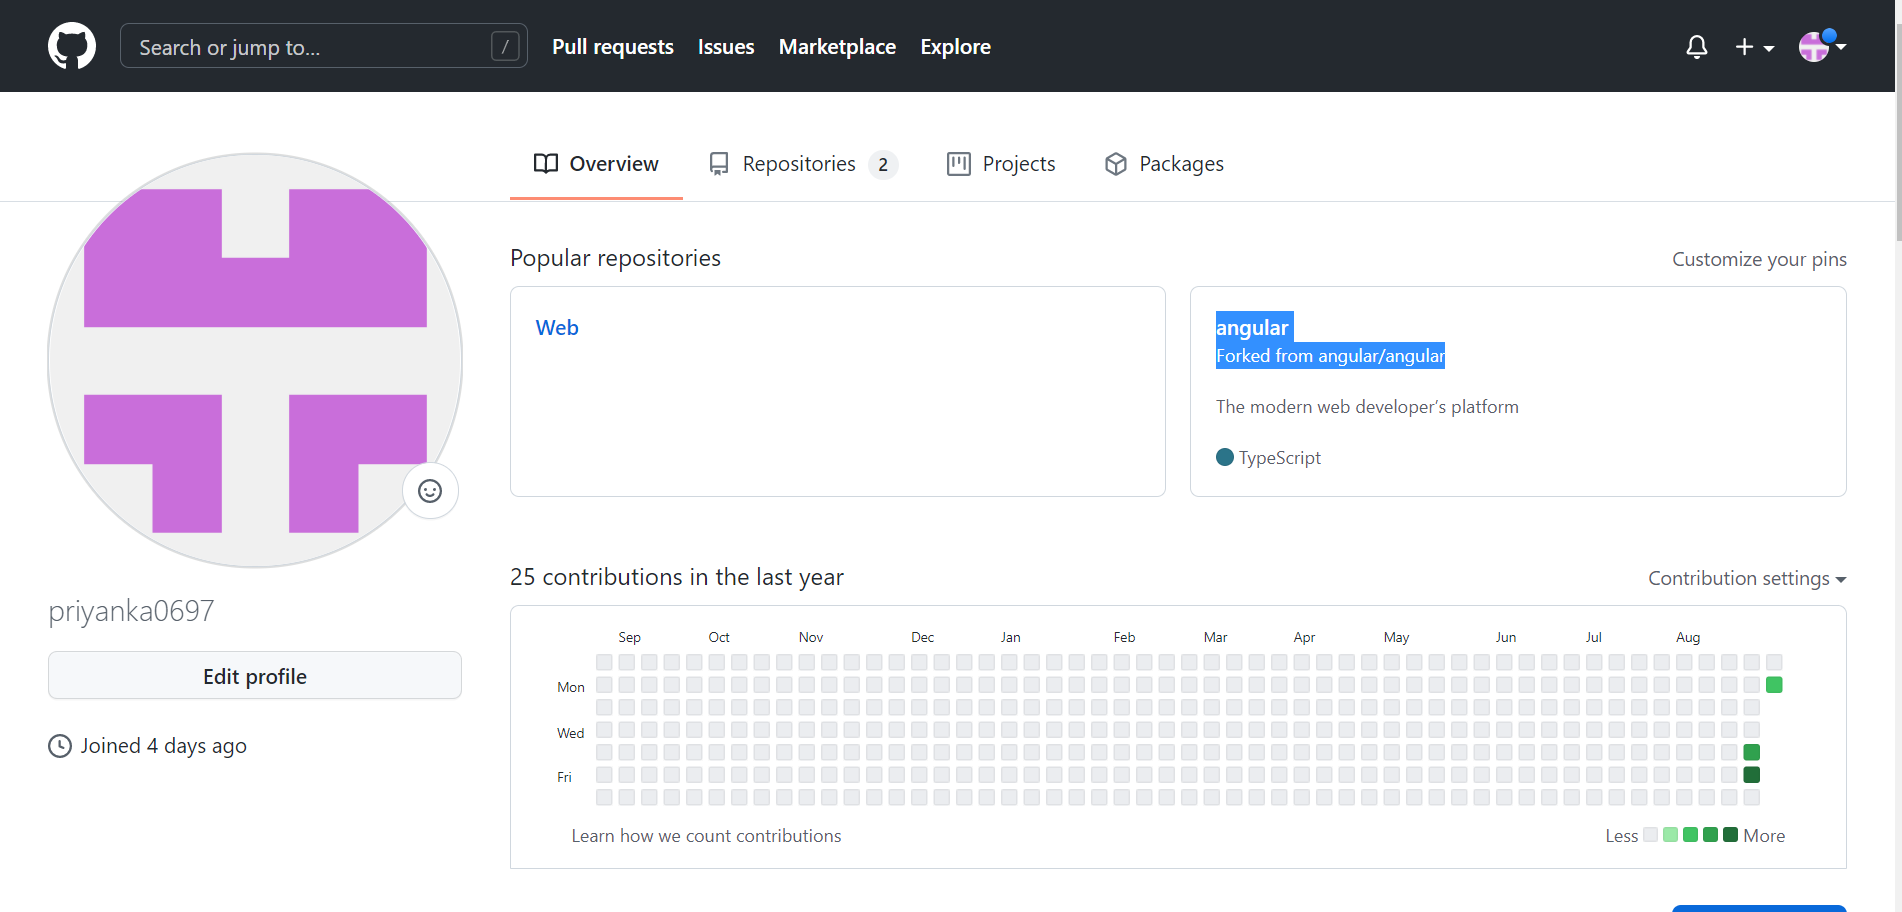 Search or jump to...
/
Pull requests
Issues
Marketplace
Explore
Overview
Repositories 2
Projects
Packages
Popular repositories
Customize your pins
Web
angular
Forked from angular/angular
The modern web developer’s platform
TypeScript
priyanka0697
Edit profile
Joined 4 days ago
25 contributions in the last year
Contribution settings
Sep Oct Nov Dec Jan Feb Mar Apr May Jun Jul Aug
Mon
Wed
Fri
Learn how we count contributions
Less More